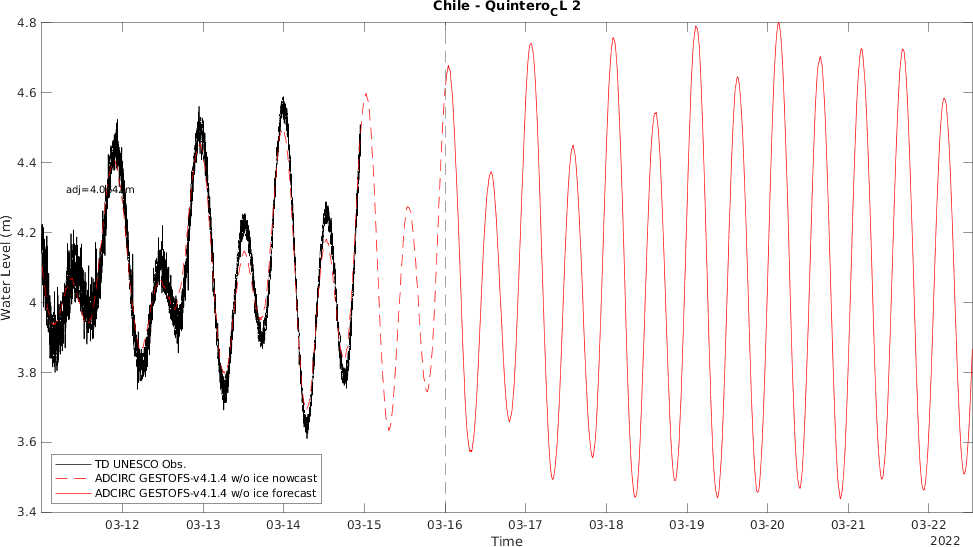 Chile - Quintero_CL 2
4.8
4.6
4.4
4.2
4
3.8
3.6
3.4
Water Level (m)
TD UNESCO Obs.
ADCIRC GESTOFS-v4.1.4 w/o ice nowcast
ADCIRC GESTOFS-v4.1.4 w/o ice forecast
03-12 03-13 03-14 03-15 03-16 03-17 03-18 03-19 03-20 03-21 03-22
Time
2022